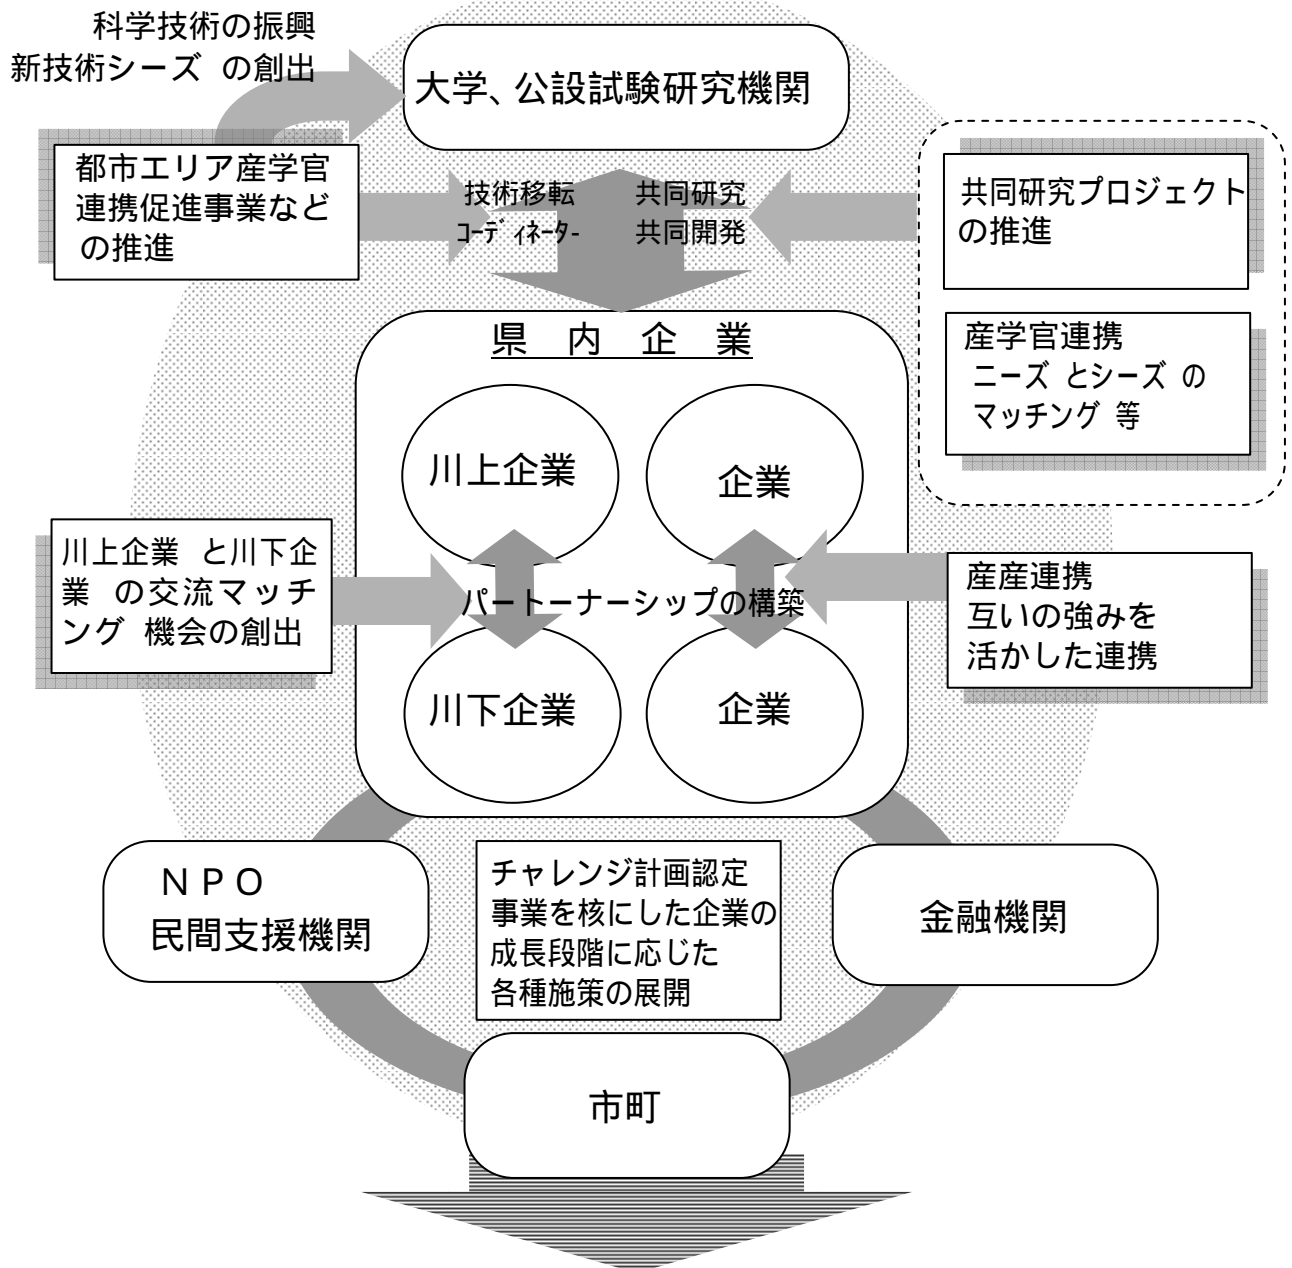 科学技術の振興
新技術シーズ の創出
大学、公設試験研究機関
都市エリア産学官
連携促進事業など
の推進
技術移転
コーディネーター
共同研究
共同開発
共同研究プロジェクト
の推進
産学官連携
ニーズ とシーズ の
マッチング 等
県 内 企 業
川上企業
企業
川上企業 と川下企
業 の交流マッチ
ング 機会の創出
パートーナーシップの構築
産産連携
互いの強みを
活かした連携
川下企業
企業
NPO
民間支援機関
チャレンジ計画認定
事業を核にした企業の
成長段階に応じた
各種施策の展開
金融機関
市町